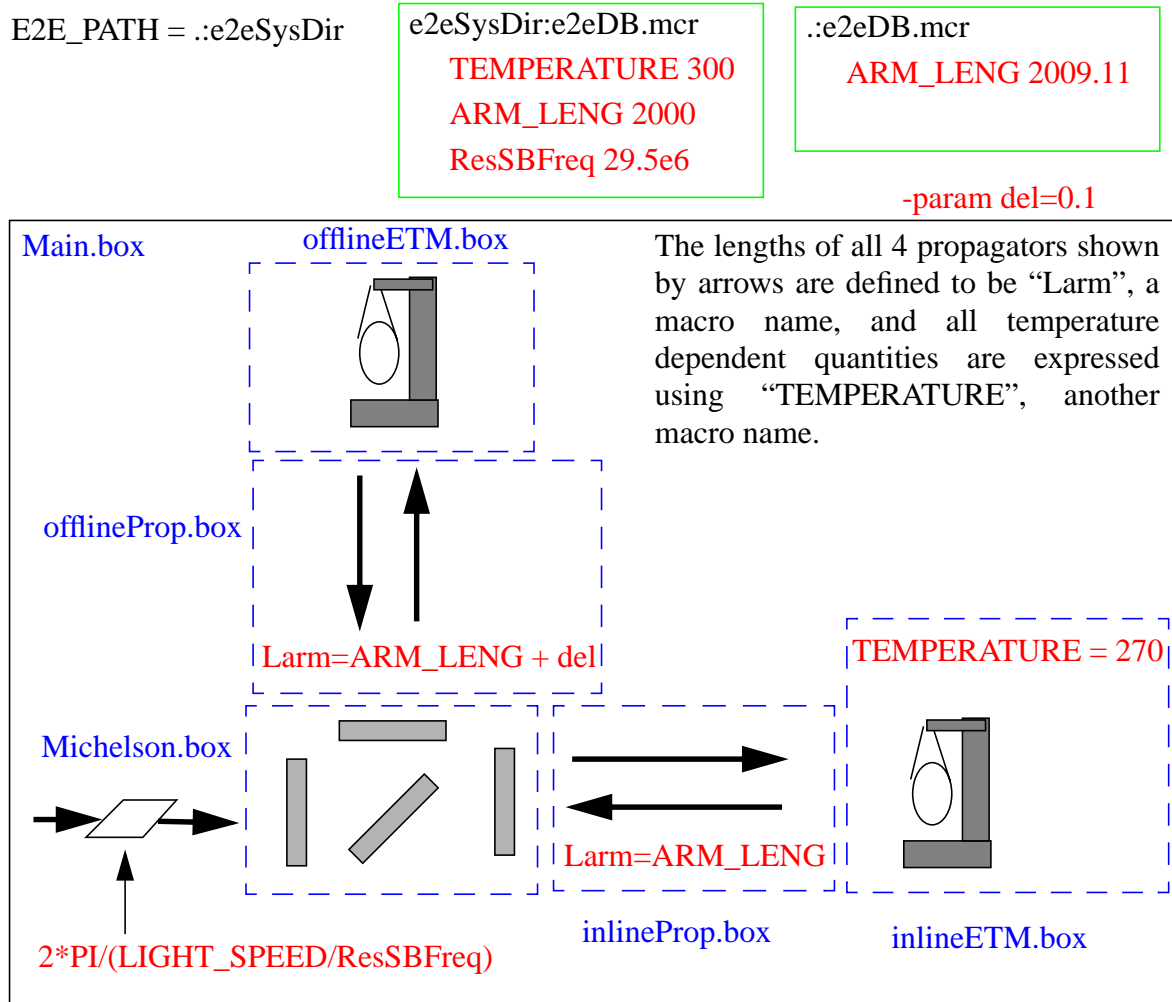 E2E_PATH = .:e2eSysDir
e2eSysDir:e2eDB.mcr
TEMPERATURE 300
ARM_LENG 2000
ResSBFreq 29.5e6
.:e2eDB.mcr
ARM_LENG 2009.11
-param del=0.1
Main.box
offlineETM.box
The lengths of all 4 propagators shown
by arrows are defined to be “Larm”, a
macro name, and all temperature
dependent quantities are expressed
using “TEMPERATURE”, another
macro name.
offlineProp.box
Larm=ARM_LENG + del
TEMPERATURE = 270
Michelson.box
Larm=ARM_LENG
inlineProp.box
inlineETM.box
2*PI/(LIGHT_SPEED/ResSBFreq)